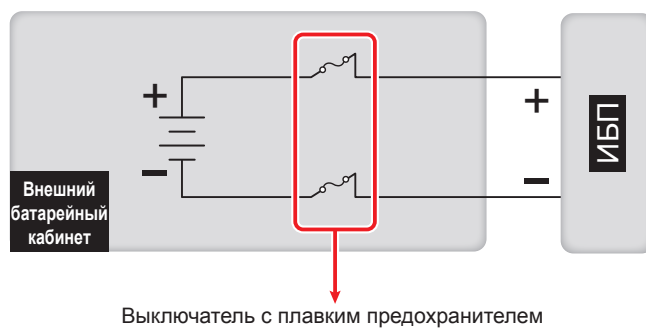 +
+
ИБП
−
−
Внешний
батарейный
кабинет
Выключатель с плавким предохранителем